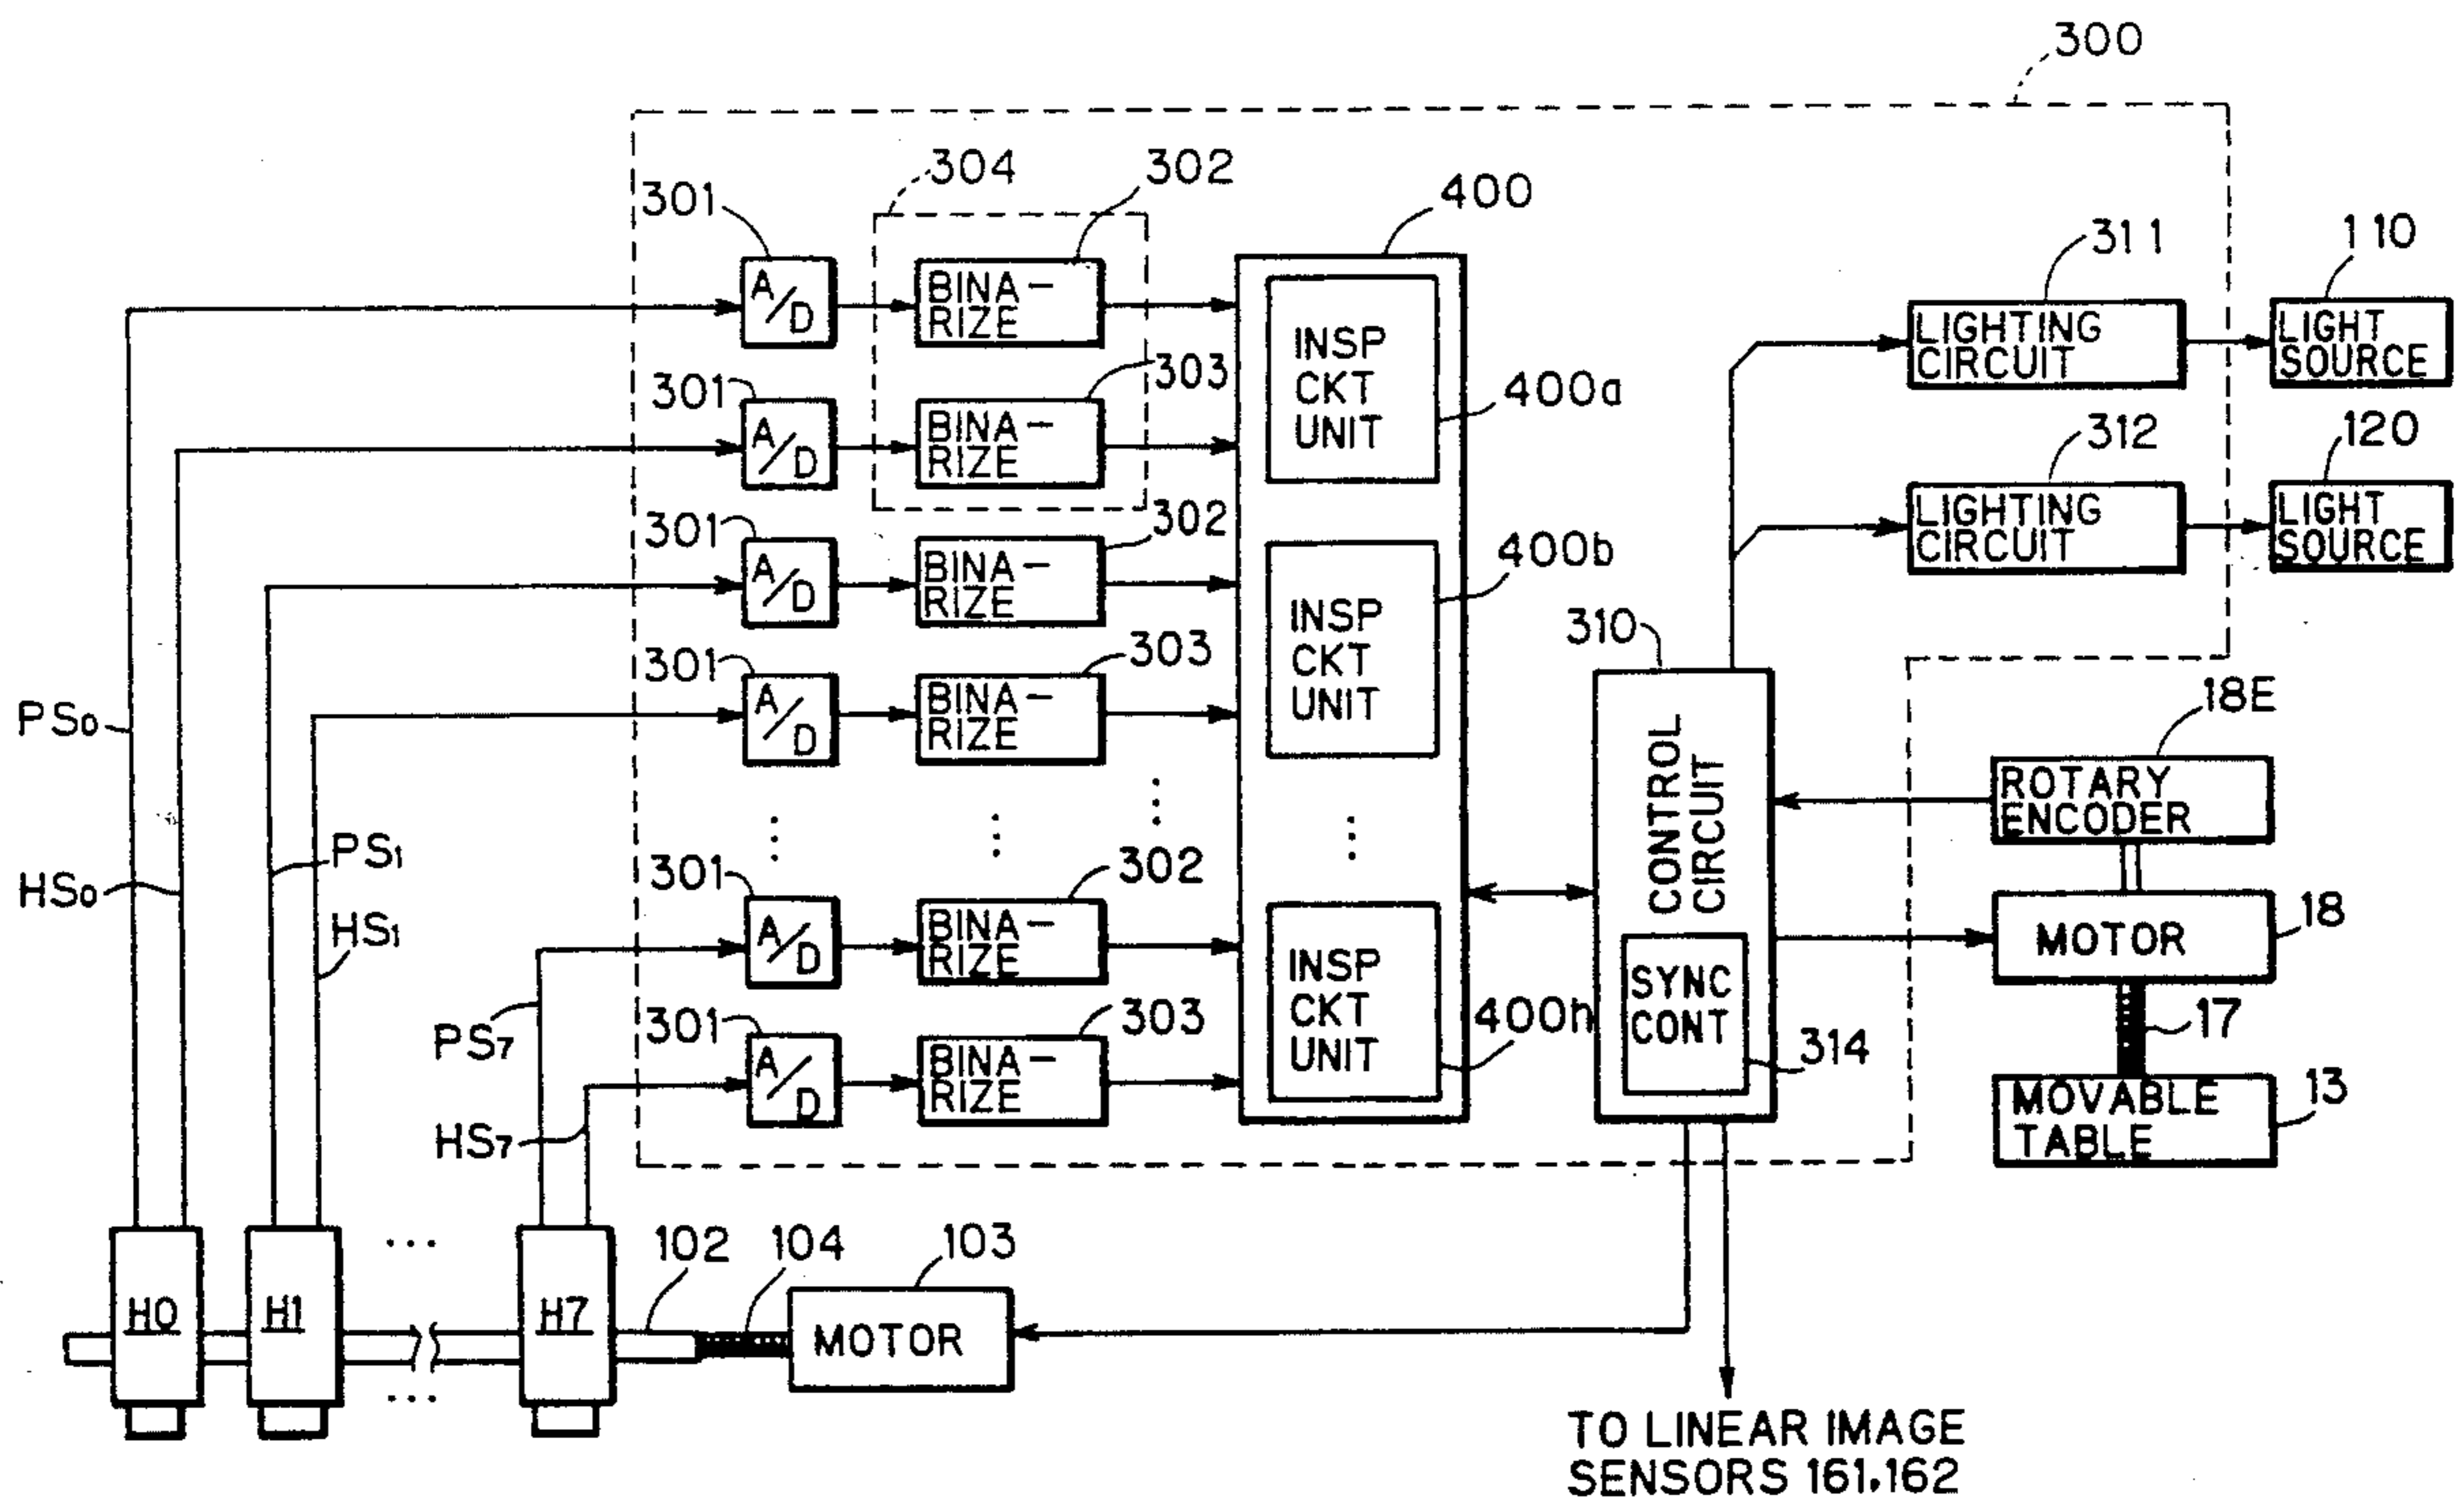 300
304
302
301
400
311
110
A/D
BINA-
RIZE
INSP
CKT
UNIT
LIGHTING
CIRCUIT
LIGHT
SOURCE
301
303
400a
312
120
A/D
BINA-
RIZE
LIGHTING
CIRCUIT
LIGHT
SOURCE
301
302
400b
A/D
BINA-
RIZE
INSP
CKT
UNIT
310
301
303
A/D
BINA-
RIZE
PS0
18E
CONTROL
CIRCUIT
ROTARY
ENCODER
PS1
HS0
HS1
301
302
A/D
BINA-
RIZE
INSP
CKT
UNIT
18
MOTOR
SYNC
CONT
PS7
301
303
400h
314
17
A/D
BINA-
RIZE
HS7
13
MOVABLE
TABLE
102
104
103
H0
H1
H7
MOTOR
TO LINEAR IMAGE
SENSORS 161,162